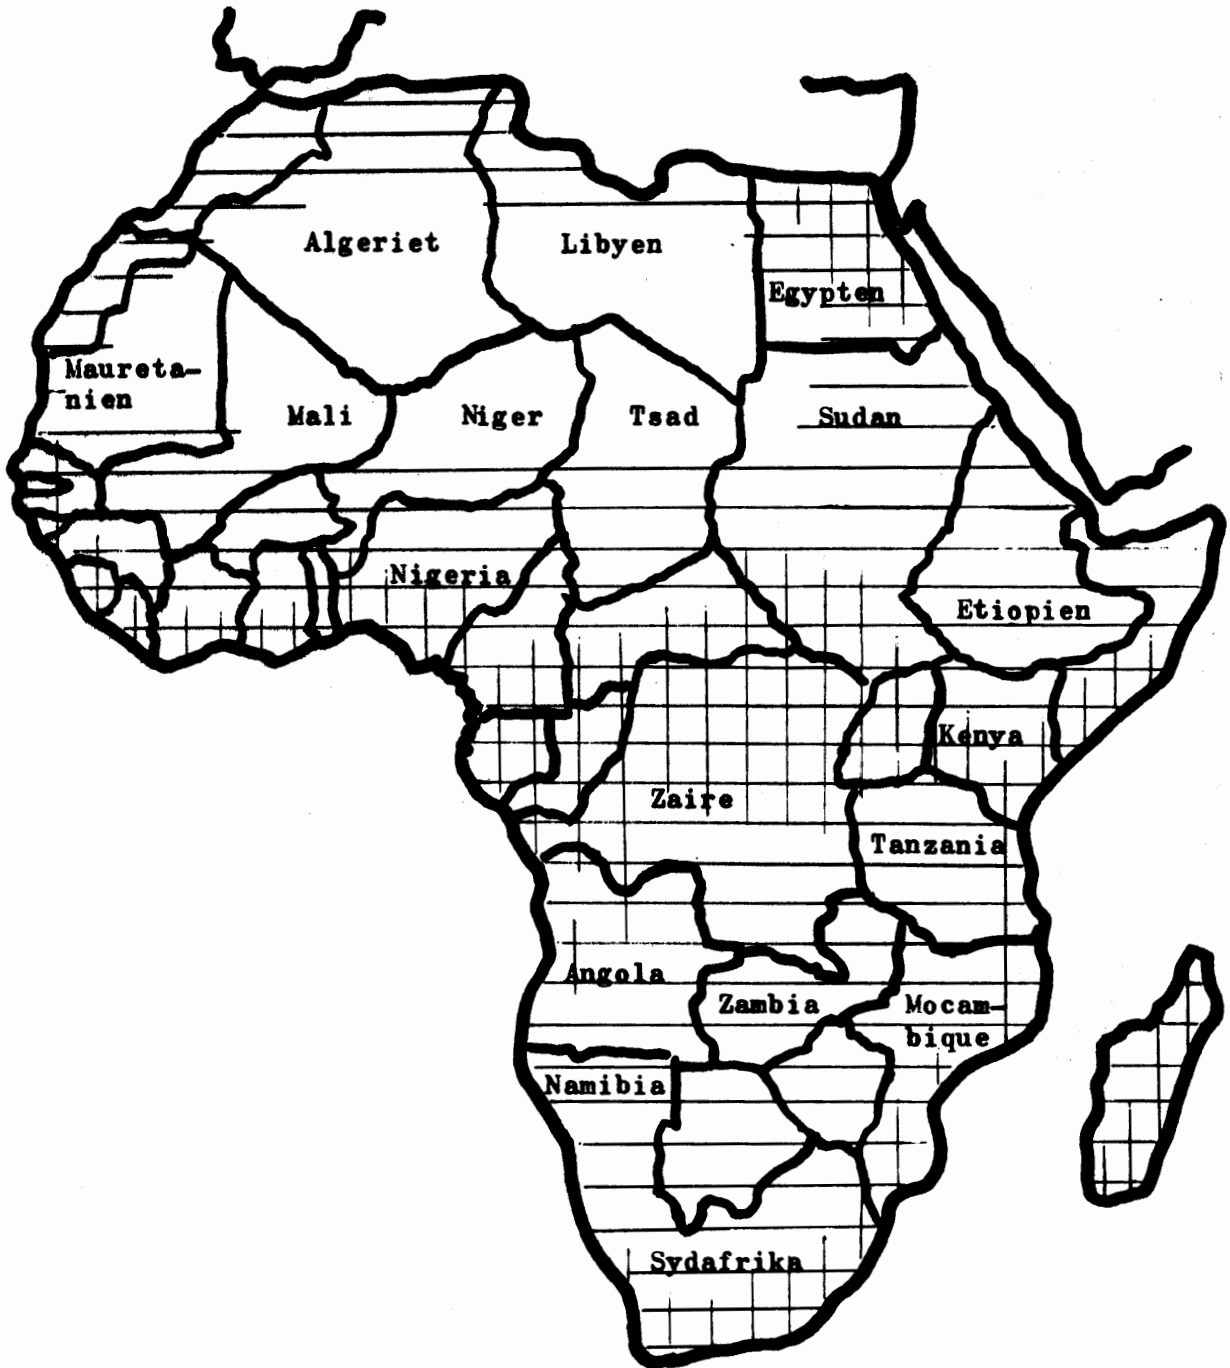 Algeriet
Libyen
Egypten
Maureta-
nien
Mali
Niger
Tsad
Sudan
Nigeria
Etiopien
Kenya
Zaire
Tanzania
Angola
Zambia
Mocam-
bique
Namibia
Sydafrika